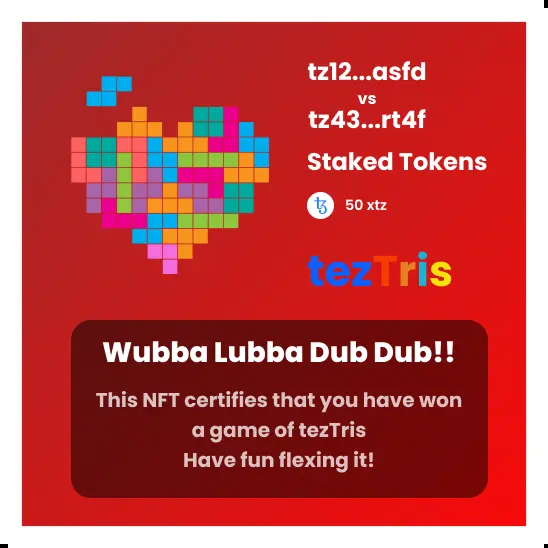 tz12...asfd
vs
tz43...rt4f
Staked Tokens
50 xtz
tezTris
Wubba Lubba Dub Dub!!
This NFT certifies that you have won
a game of tezTris
Have fun flexing it!